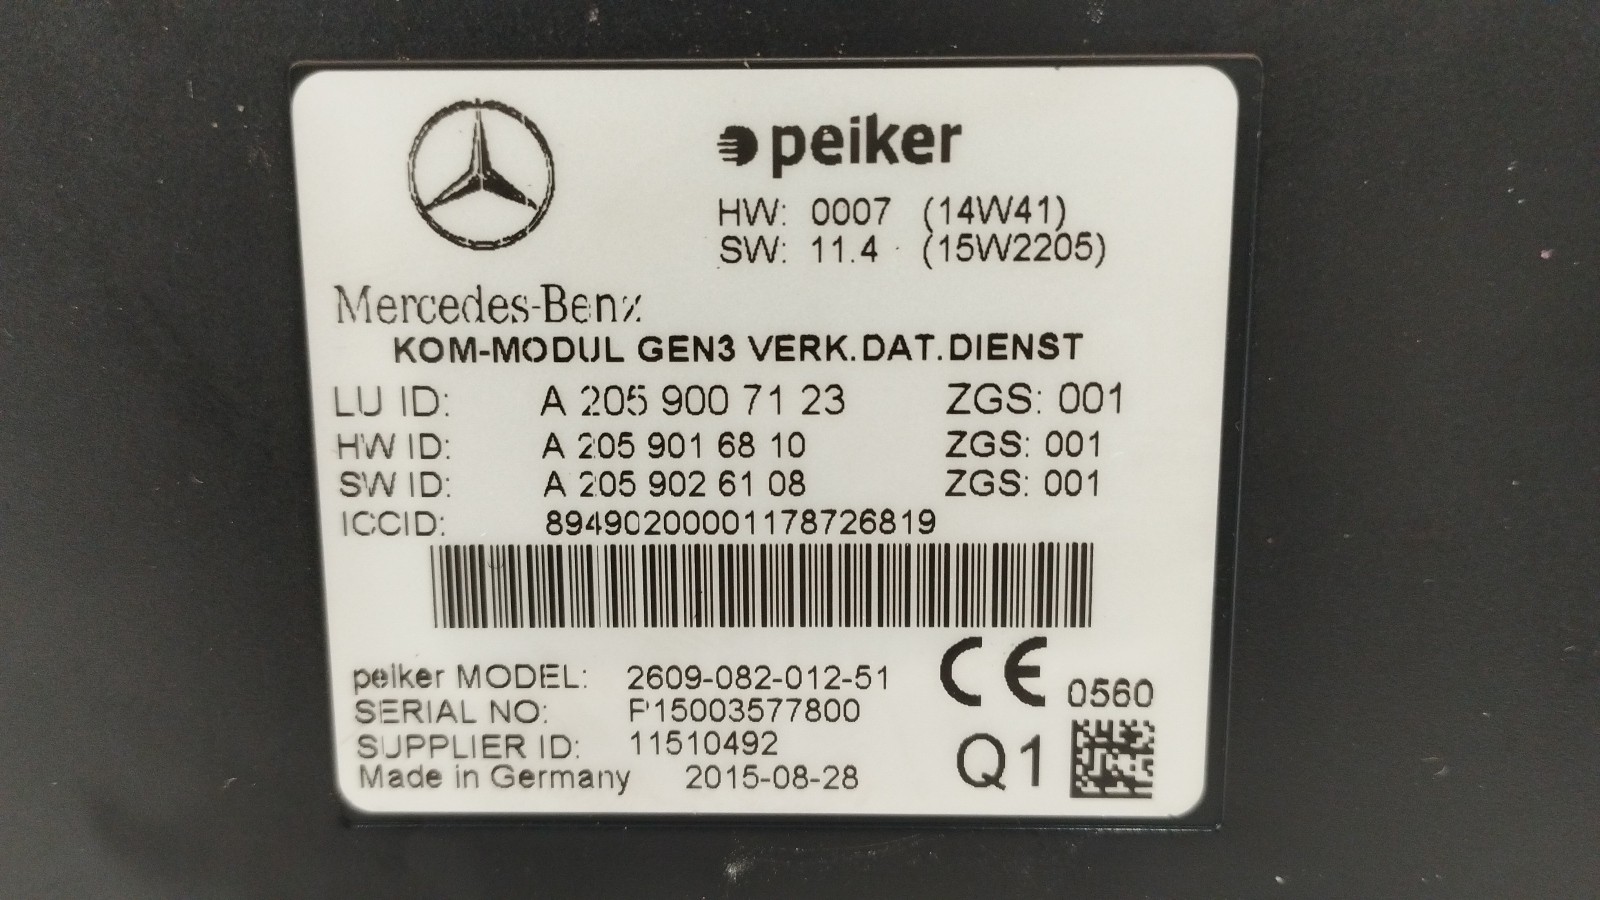 peiker
HW: 0007 (14W41)
SW: 11.4 (15W2205)
Mercedes-Benz
KOM-MODUL GEN3 VERK.DAT.DIENST
LU ID: A 205 900 71 23 ZGS: 001
HW ID: A 205 901 68 10 ZGS: 001
SW ID: A 205 902 61 08 ZGS: 001
ICCID: 89490200001178726819
peiker MODEL: 2609-082-012-51
SERIAL NO: P15003577800
SUPPLIER ID: 11510492
Made in Germany 2015-08-28
CE 0560
Q1